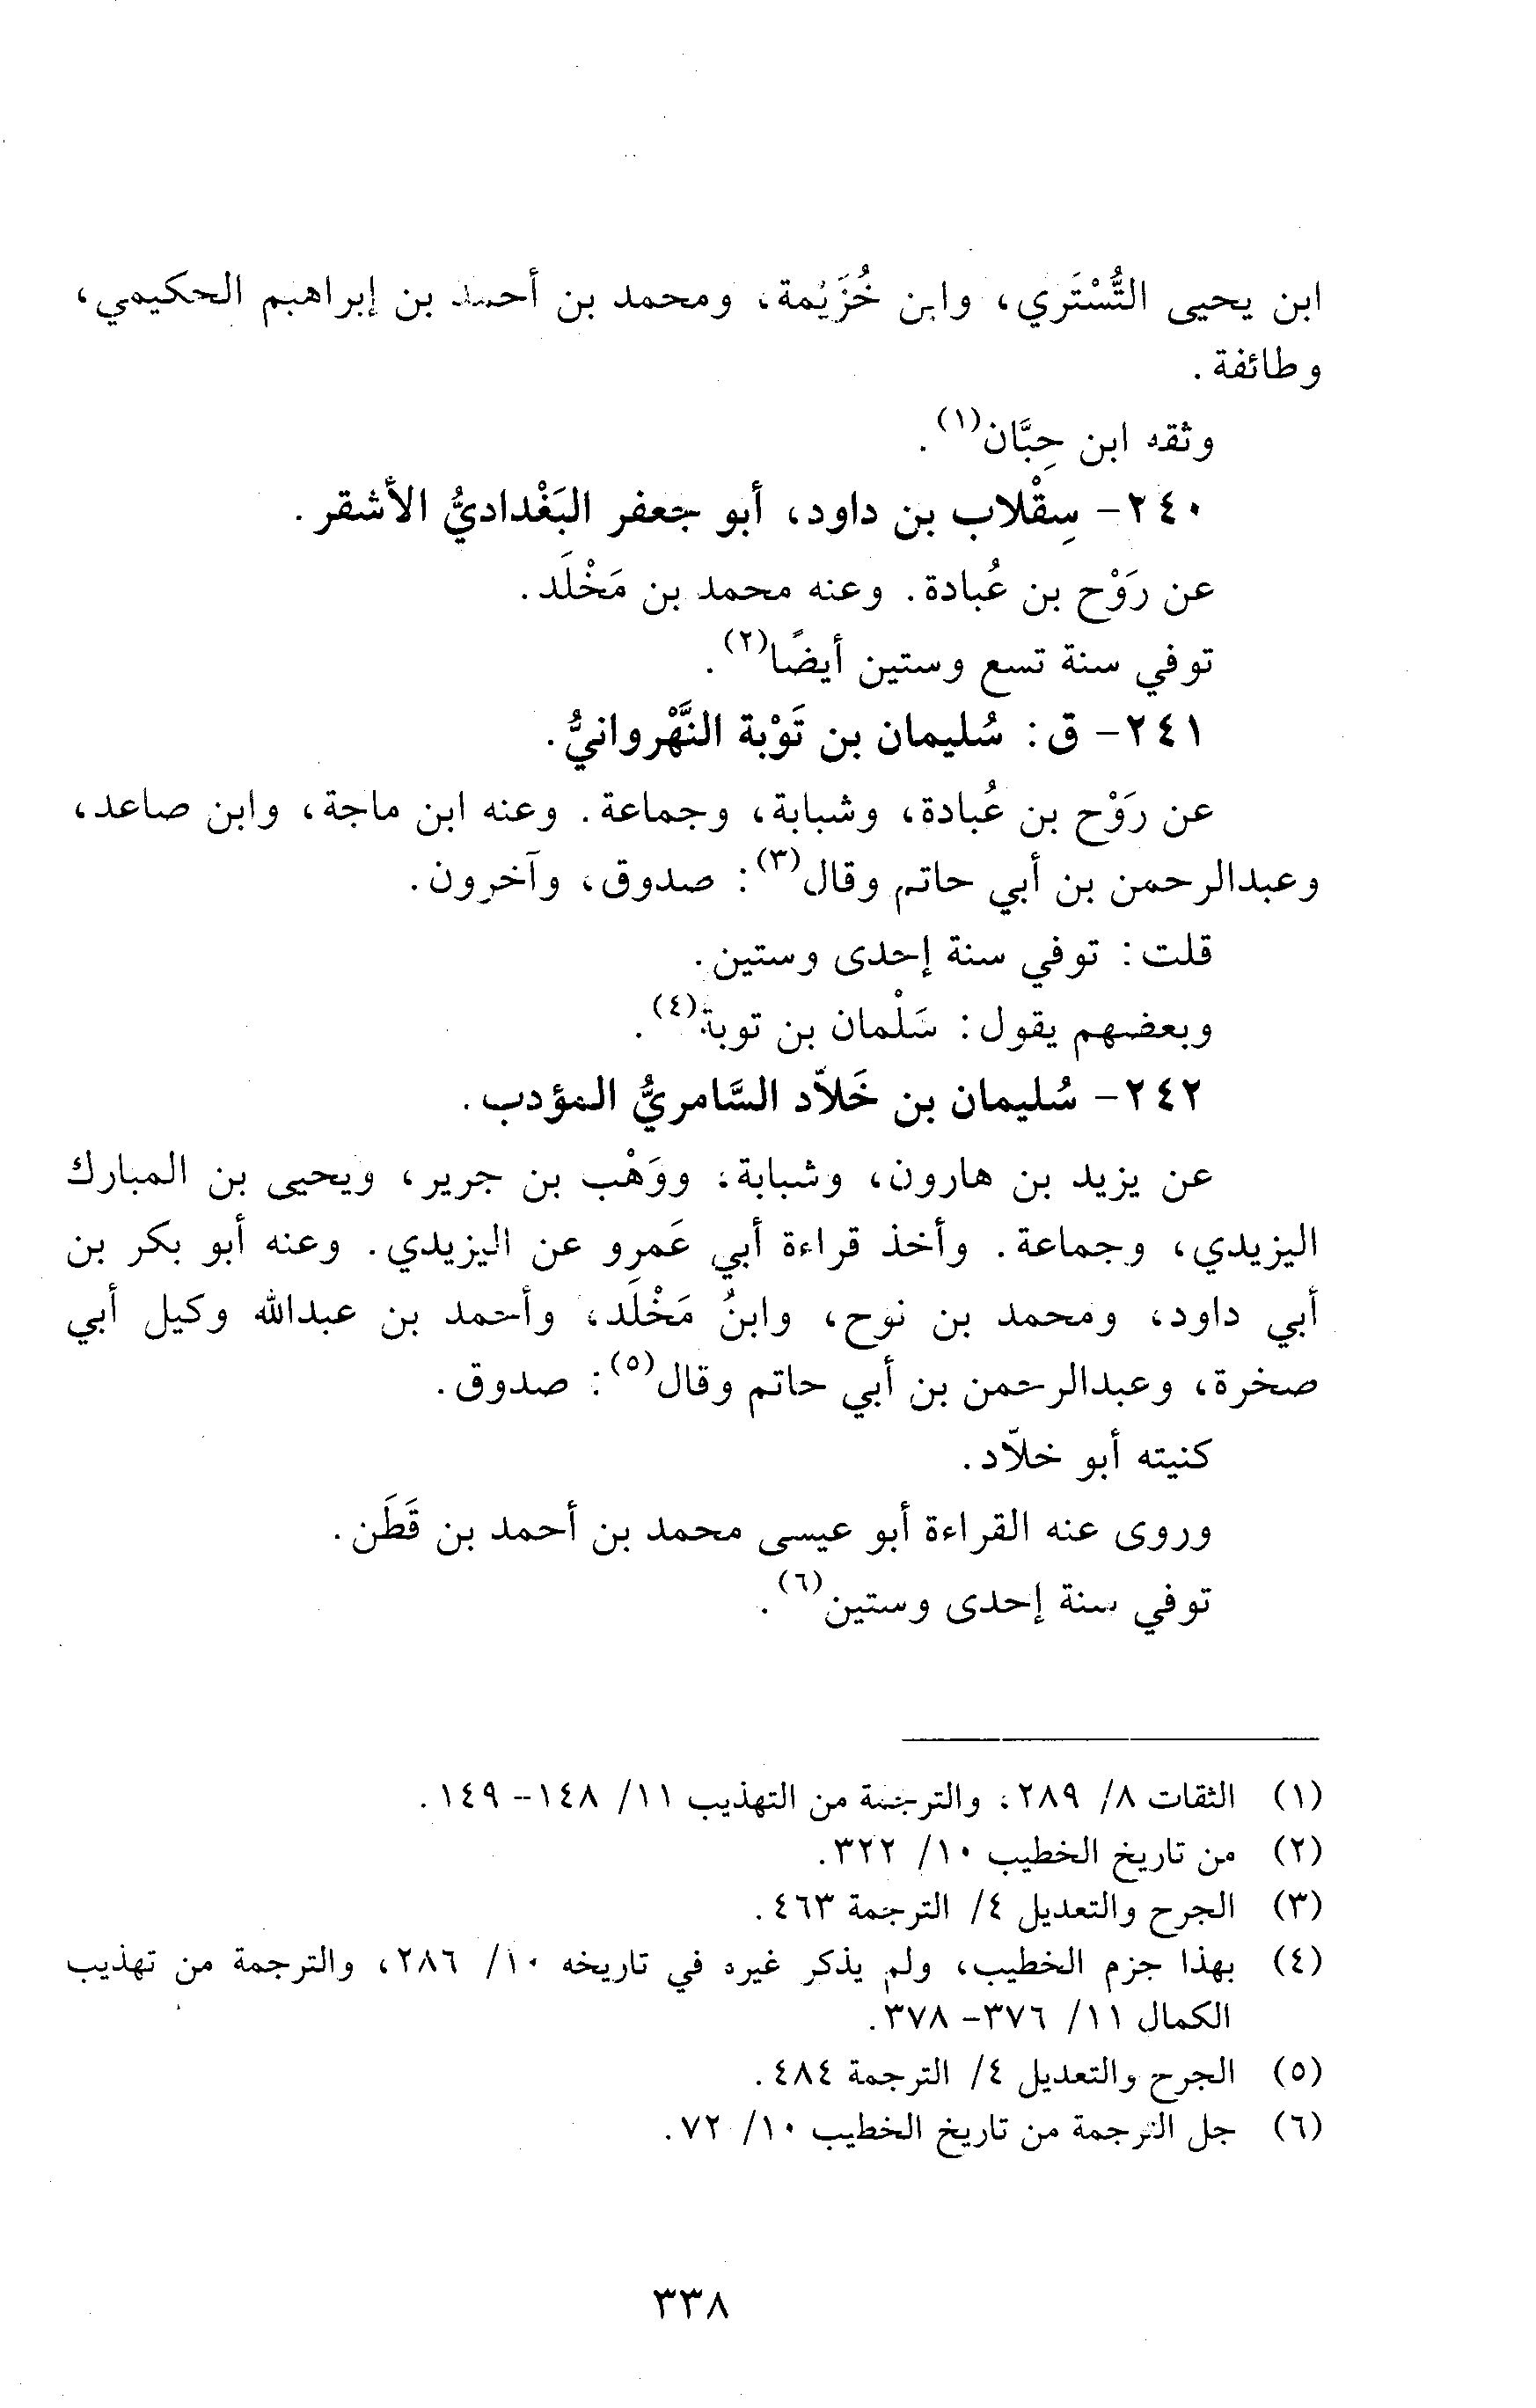 ابن يحيى التُّسْتَري، وابن خُزَيْمة، ومحمد بن أحمد بن إبراهيم الحكيمي،
وطائفة.
وثقه ابن حِبَّان(١).
٢٤٠- سِقْلاب بن داود، أبو جعفر البَغْداديُّ الأشقر.
عن رَوْح بن عُبادة. وعنه محمد بن مَخْلَد.
توفي سنة تسع وستين أيضًا(٢).
٢٤١- ق: سُليمان بن تَوْبة النَّهْروانيُّ.
عن رَوْح بن عُبادة، وشبابة، وجماعة. وعنه ابن ماجة، وابن صاعد،
وعبدالرحمن بن أبي حاتم وقال(٣): صدوق، وآخرون.
قلت: توفي سنة إحدى وستين.
وبعضهم يقول: سَلْمان بن توبة(٤).
٢٤٢- سُليمان بن خَلاّد السَّامريُّ المؤدب.
عن يزيد بن هارون، وشبابة، ووَهْب بن جرير، ويحيى بن المبارك
اليزيدي، وجماعة. وأخذ قراءة أبي عَمرو عن اليزيدي. وعنه أبو بكر بن
أبي داود، ومحمد بن نوح، وابنُ مَخْلَد، وأحمد بن عبدالله وكيل أبي
صخرة، وعبدالرحمن بن أبي حاتم وقال(٥): صدوق.
كنيته أبو خلاّد.
وروى عنه القراءة أبو عيسى محمد بن أحمد بن قَطَن.
توفي سنة إحدى وستين(٦).
(١) الثقات ٨/ ٢٨٩، والترجمة من التهذيب ١١/ ١٤٨- ١٤٩.
(٢) من تاريخ الخطيب ١٠/ ٣٢٢.
(٣) الجرح والتعديل ٤/ الترجمة ٤٦٣.
(٤) بهذا جزم الخطيب، ولم يذكر غيره في تاريخه ١٠/ ٢٨٦، والترجمة من تهذيب
الكمال ١١/ ٣٧٦- ٣٧٨.
(٥) الجرح والتعديل ٤/ الترجمة ٤٨٤.
(٦) جل الترجمة من تاريخ الخطيب ١٠/ ٧٢.
٣٣٨